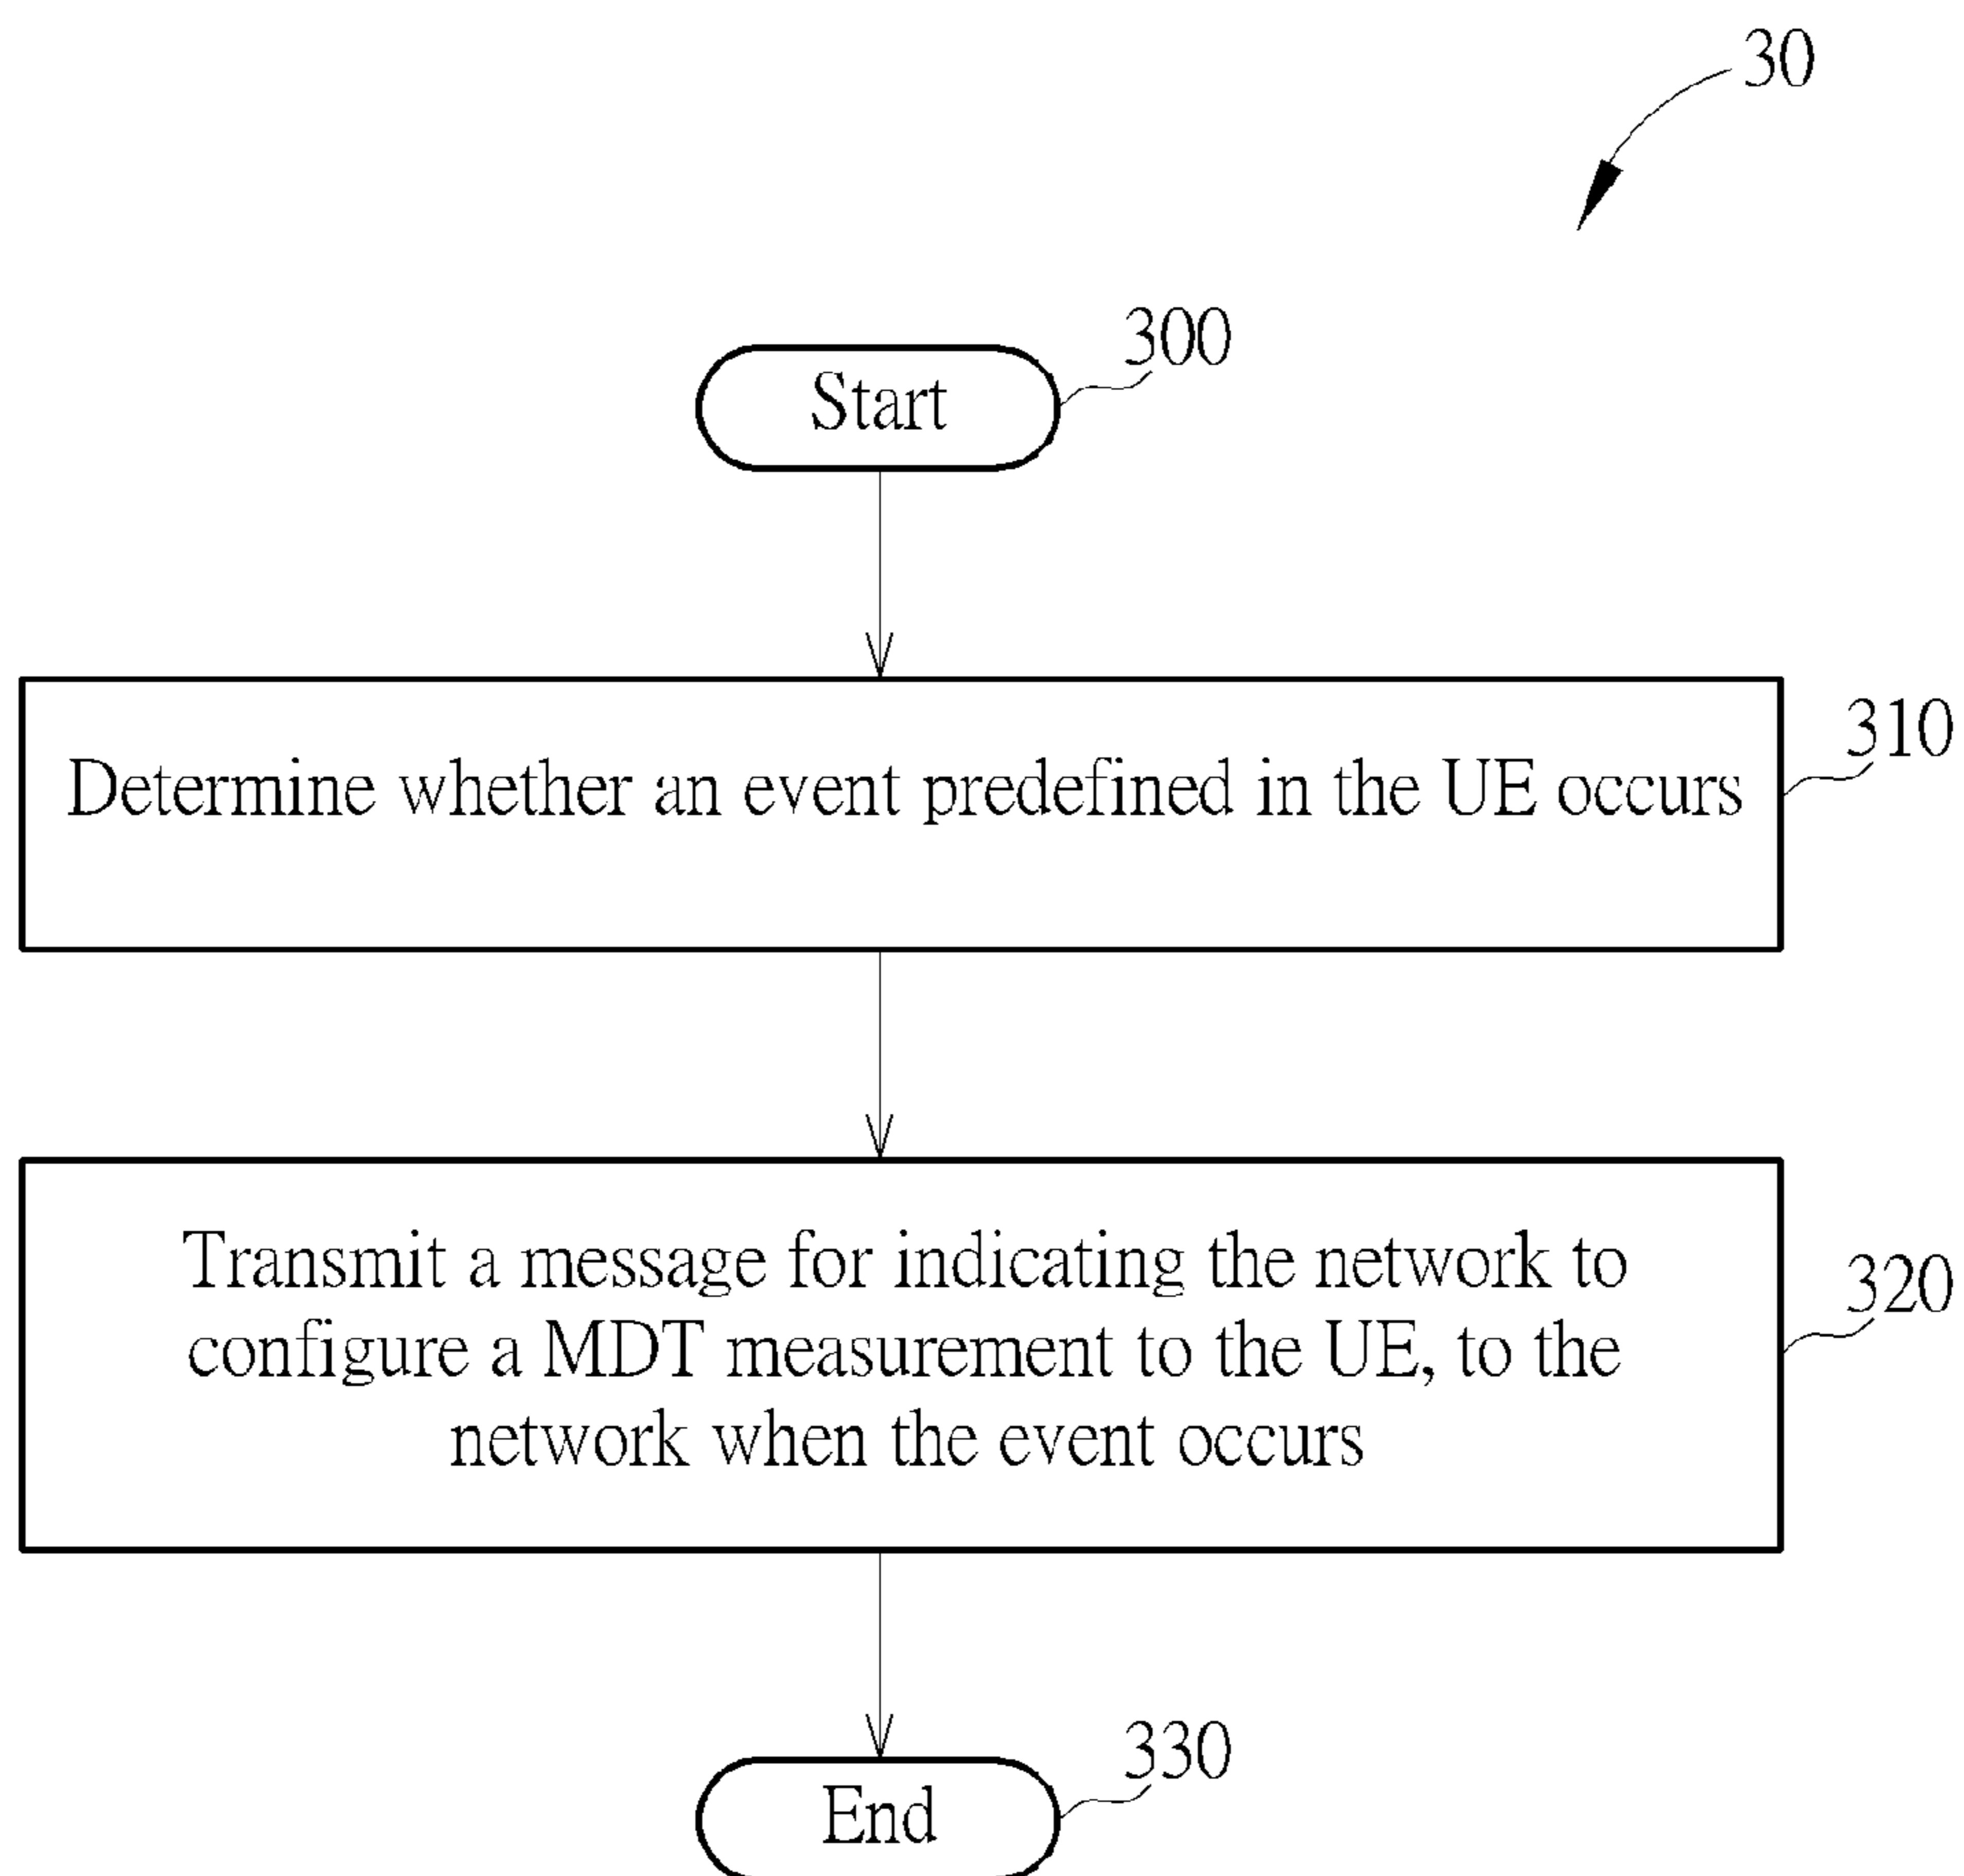 30
300
Start
310
Determine whether an event predefined in the UE occurs
320
Transmit a message for indicating the network to
configure a MDT measurement to the UE, to the
network when the event occurs
330
End